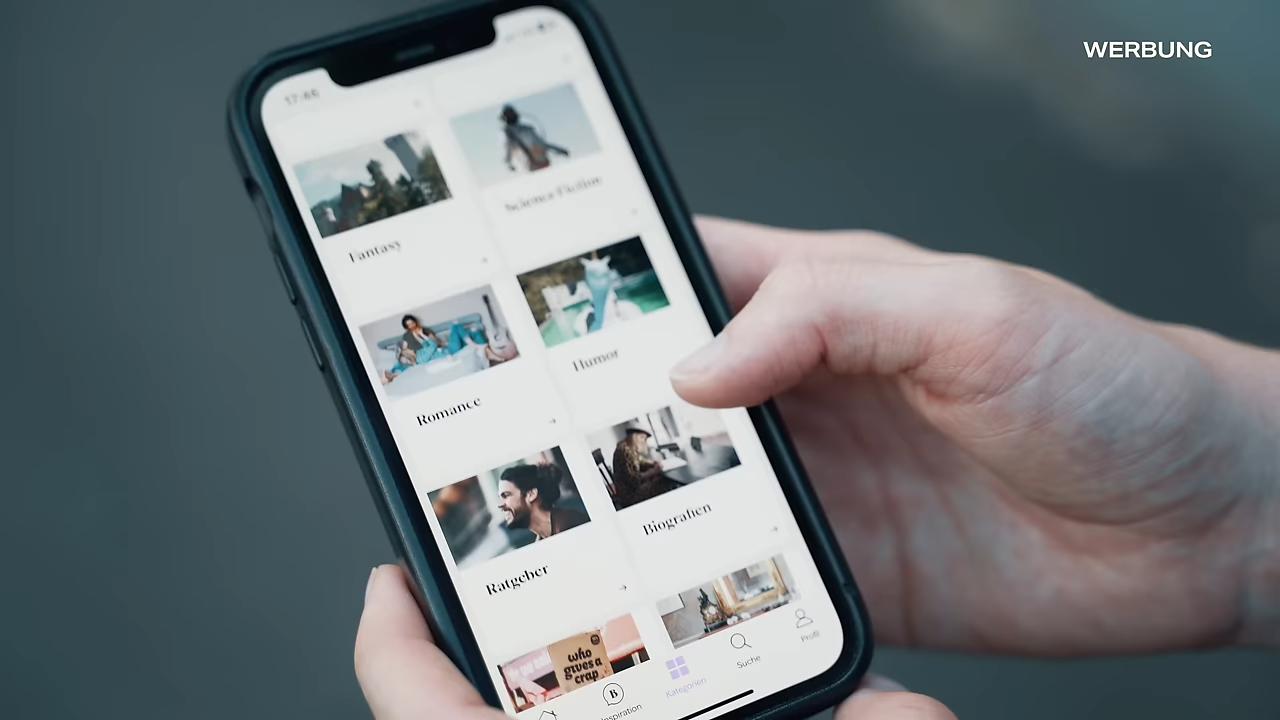 WERBUNG
17:46
Science Fiction
Fantasy
Humor
Romance
Biografien
Ratgeber
who
gives a
crap
Profil
Suche
Kategorien
B
Inspiration